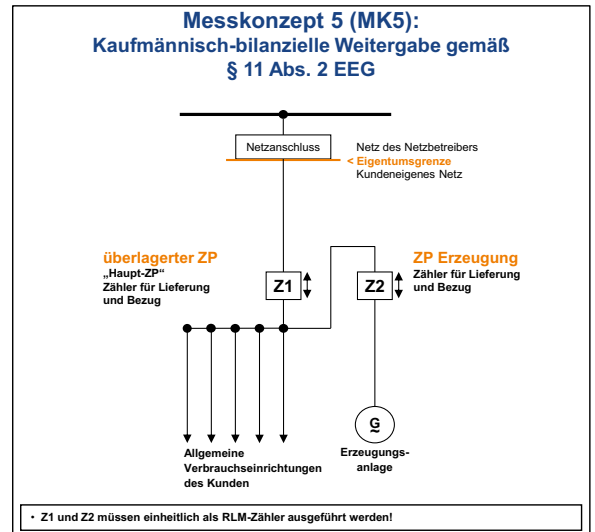 Messkonzept 5 (MK5):
Kaufmännisch-bilanzielle Weitergabe gemäß
§ 11 Abs. 2 EEG
Netzanschluss
Netz des Netzbetreibers
< Eigentumsgrenze
Kundeneigenes Netz
überlagerter ZP
„Haupt-ZP“
Zähler für Lieferung
und Bezug
Z1
Z2
ZP Erzeugung
Zähler für Lieferung
und Bezug
G
~
Allgemeine
Verbrauchseinrichtungen
des Kunden
Erzeugungs-
anlage
• Z1 und Z2 müssen einheitlich als RLM-Zähler ausgeführt werden!